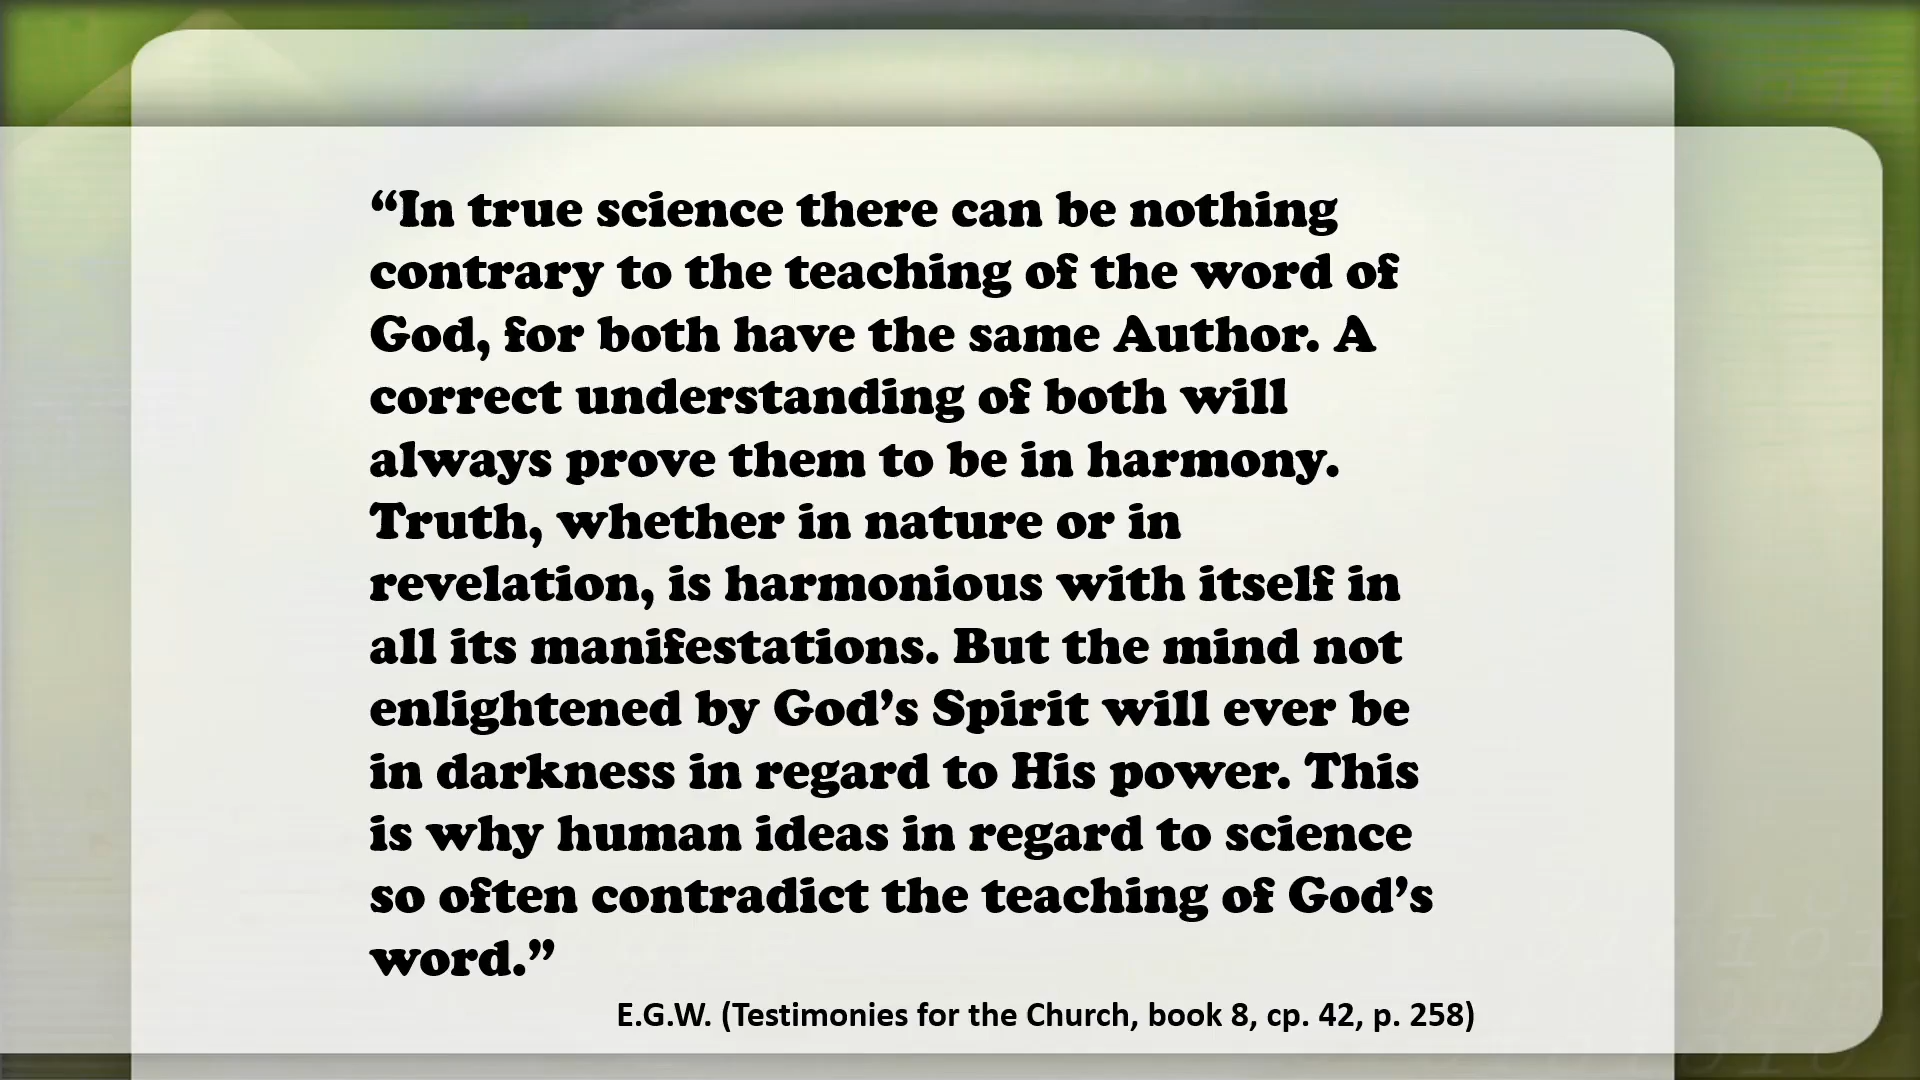 “In true science there can be nothing
contrary to the teaching of the word of
God, for both have the same Author. A
correct understanding of both will
always prove them to be in harmony.
Truth, whether in nature or in
revelation, is harmonious with itself in
all its manifestations. But the mind not
enlightened by God’s Spirit will ever be
in darkness in regard to His power. This
is why human ideas in regard to science
so often contradict the teaching of God’s
word.”
E.G.W. (Testimonies for the Church, book 8, cp. 42, p. 258)